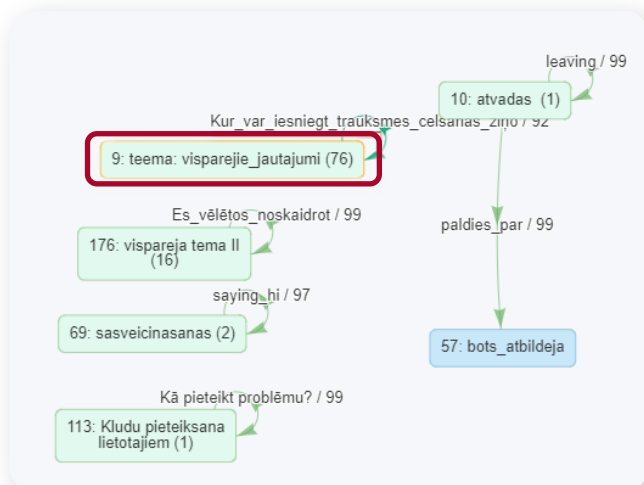 leaving / 99
10: atvadas (1)
Kur_var_iesniegt_trauksmes_celsanas_ziņo / 92
9: teema: visparejie_jautajumi (76)
Es_vēlētos_noskaidrot / 99
paldies_par / 99
176: vispareja tema II
(16)
saying_hi / 97
69: sasveicinasanas (2)
57: bots_atbildeja
Kā pieteikt problēmu? / 99
113: Kludu pieteiksana
lietotajiem (1)